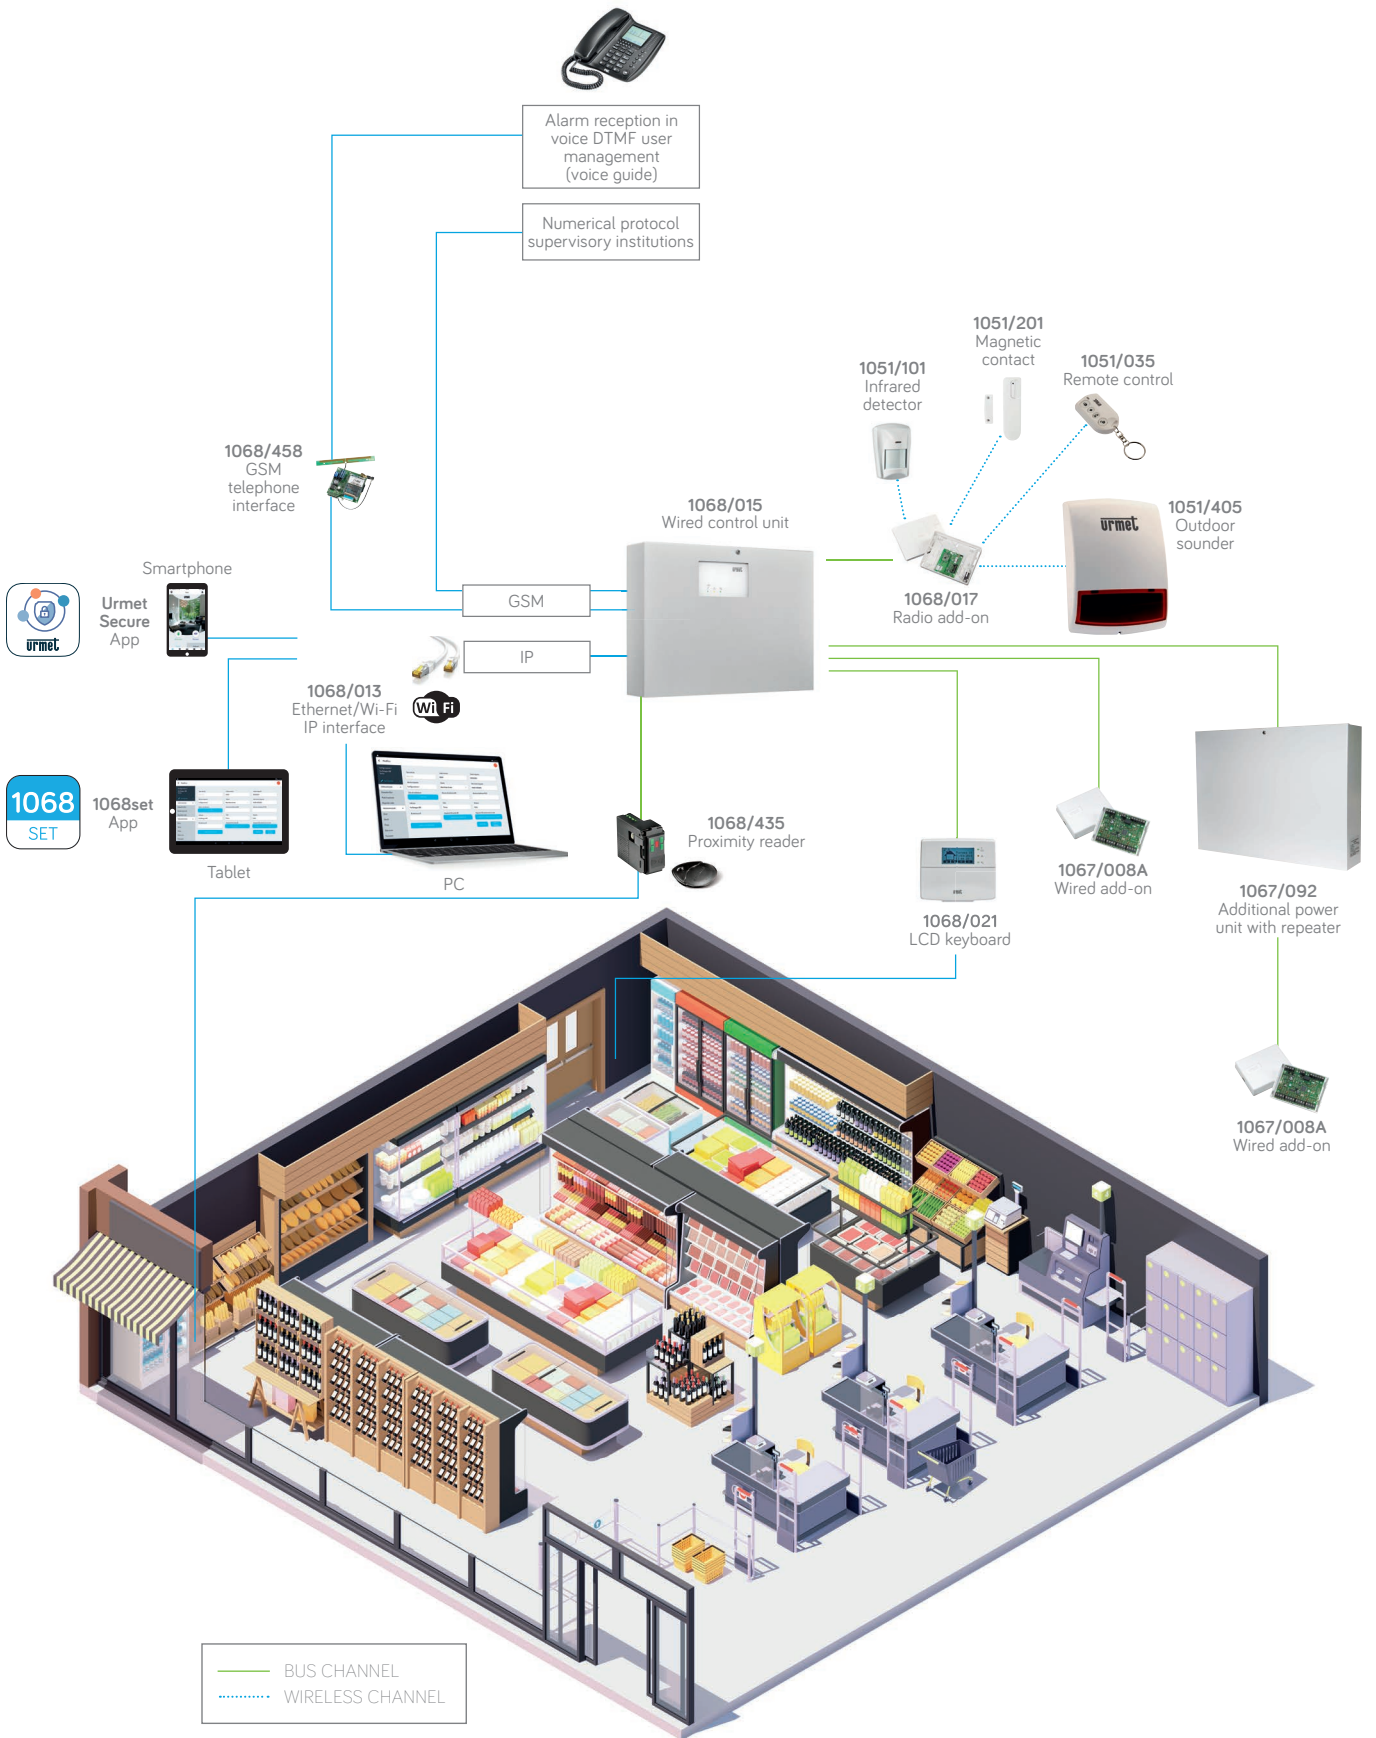 Alarm reception in
voice DTMF user
management
(voice guide)
Numerical protocol
supervisory institutions
1051/201
Magnetic
contact
1051/101
Infrared
detector
1051/035
Remote control
1068/458
GSM
telephone
interface
1068/015
Wired control unit
1051/405
Outdoor
sounder
urmet
1068/017
Radio add-on
Smartphone
Urmet
Secure
App
urmet
GSM
IP
1068/013
Ethernet/Wi-Fi
IP interface
Wi Fi
1068
SET
1068set
App
Tablet
PC
1068/435
Proximity reader
1068/021
LCD keyboard
1067/008A
Wired add-on
1067/092
Additional power
unit with repeater
1067/008A
Wired add-on
BUS CHANNEL
WIRELESS CHANNEL